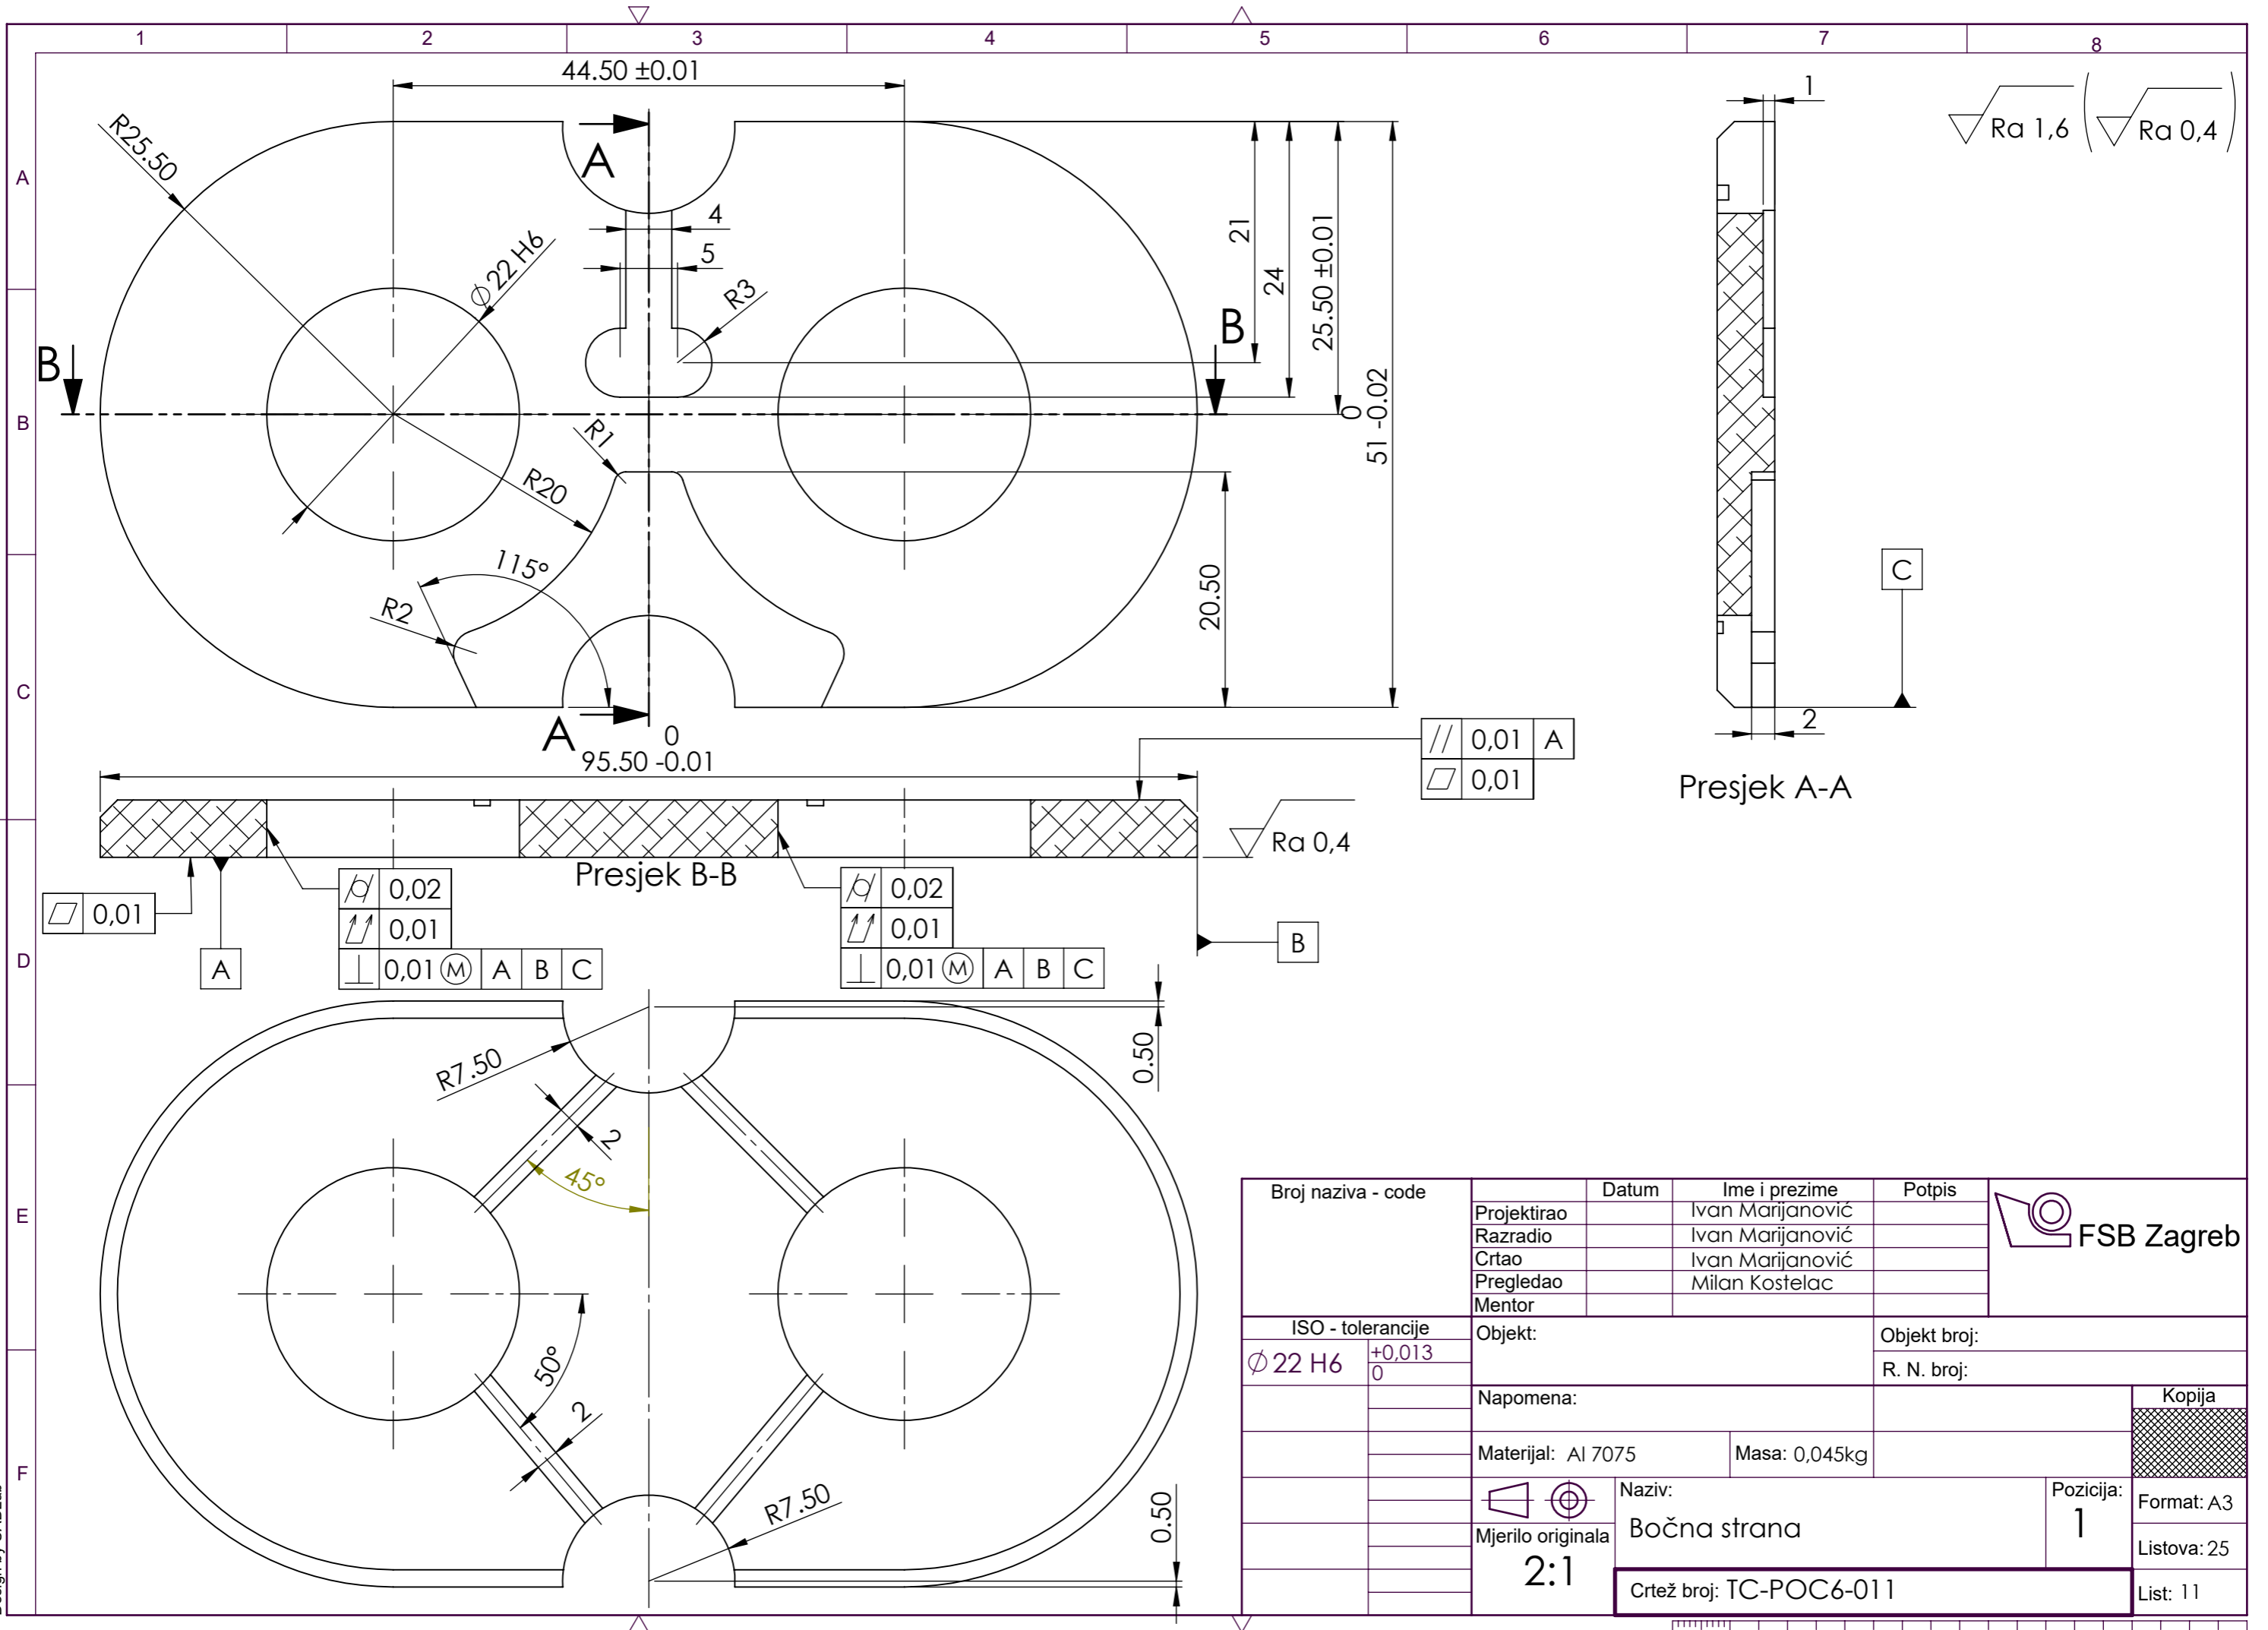 1 2 3 4 5 6 7 8
A
B
C
D
E
F
44.50 ±0.01
R25.50
Ø 22 H6
A
4
5
R3
21
24
25.50 ±0.01
0
51 -0.02
B
B
R1
R20
115°
R2
20.50
A
1
2
C
Presjek A-A
Ra 1,6
Ra 0,4
0
95.50 -0.01
// 0,01 A
0,01
Ra 0,4
Presjek B-B
0,01
A
0,02
0,01
0,01 Ⓜ A B C
0,02
0,01
0,01 Ⓜ A B C
B
R7.50
2
45°
0.50
50°
2
R7.50
0.50
Broj naziva - code
Datum Ime i prezime Potpis
Projektirao Ivan Marijanović
Razradio Ivan Marijanović
Crtao Ivan Marijanović
Pregledao Milan Kostelac
Mentor
FSB Zagreb
ISO - tolerancije
Ø 22 H6 +0,013
0
Objekt:
Objekt broj:
R. N. broj:
Napomena:
Kopija
Materijal: Al 7075 Masa: 0,045kg
Naziv:
Bočna strana
Pozicija:
1
Format: A3
Mjerilo originala
2:1
Listova: 25
Crtež broj: TC-POC6-011
List: 11